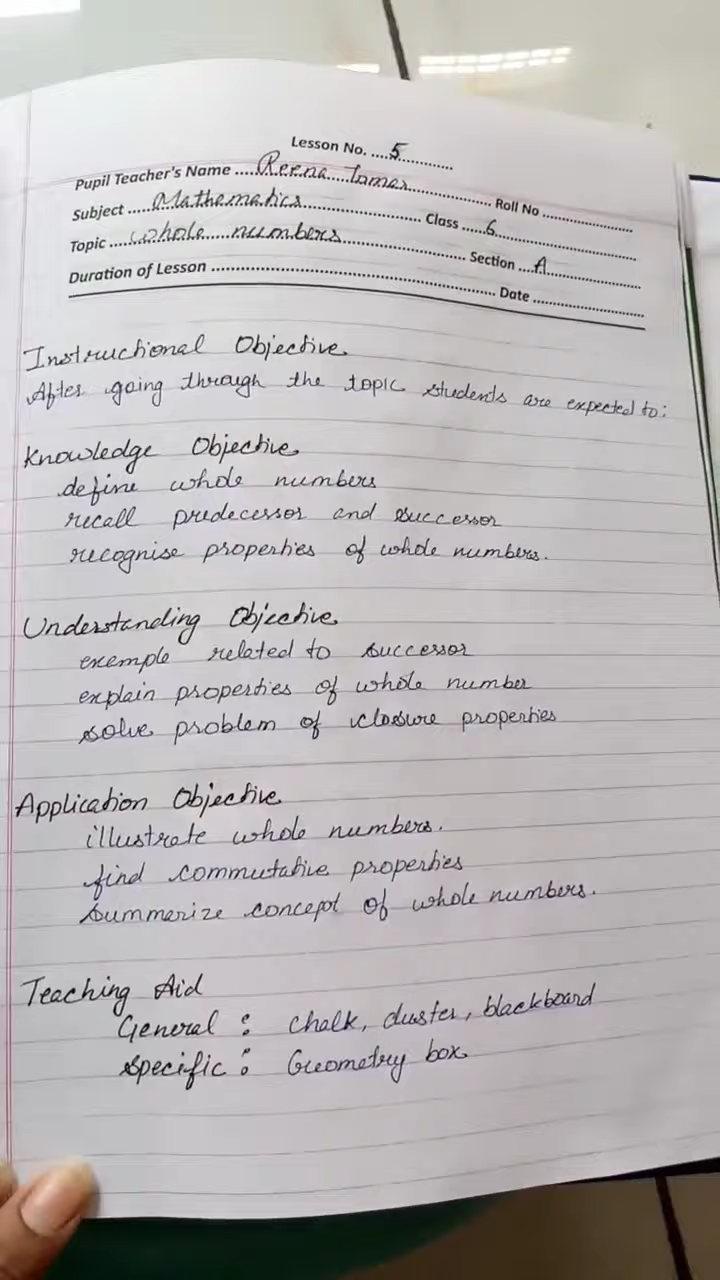 Lesson No. ....5............
Pupil Teacher's Name ....Reena Tomar.................. Roll No ......................
Subject .....Mathematics............................ Class ....6............................
Topic ....whole numbers............................... Section ...A......................
Duration of Lesson .......................................................... Date ...........................
Instructional Objective
After going through the topic students are expected to:
Knowledge Objective
define whole numbers
recall predecessor and successor
recognise properties of whole numbers.
Understanding Objective
exemple related to successor
explain properties of whole number
solve problem of closure properties
Application Objective
illustrate whole numbers.
find commutative properties
summarize concept of whole numbers.
Teaching Aid
General : chalk, duster, blackboard
specific : Geometry box